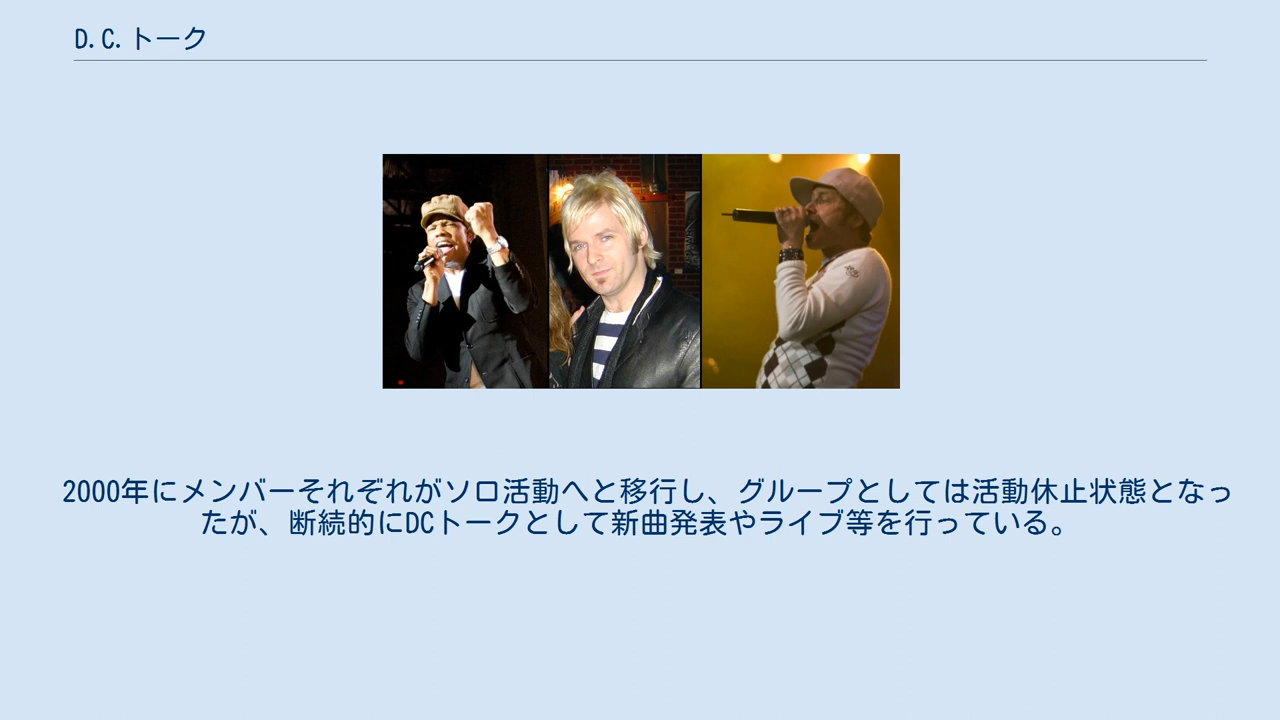 D.C.トーク
2000年にメンバーそれぞれがソロ活動へと移行し、グループとしては活動休止状態となっ
たが、断続的にDCトークとして新曲発表やライブ等を行っている。